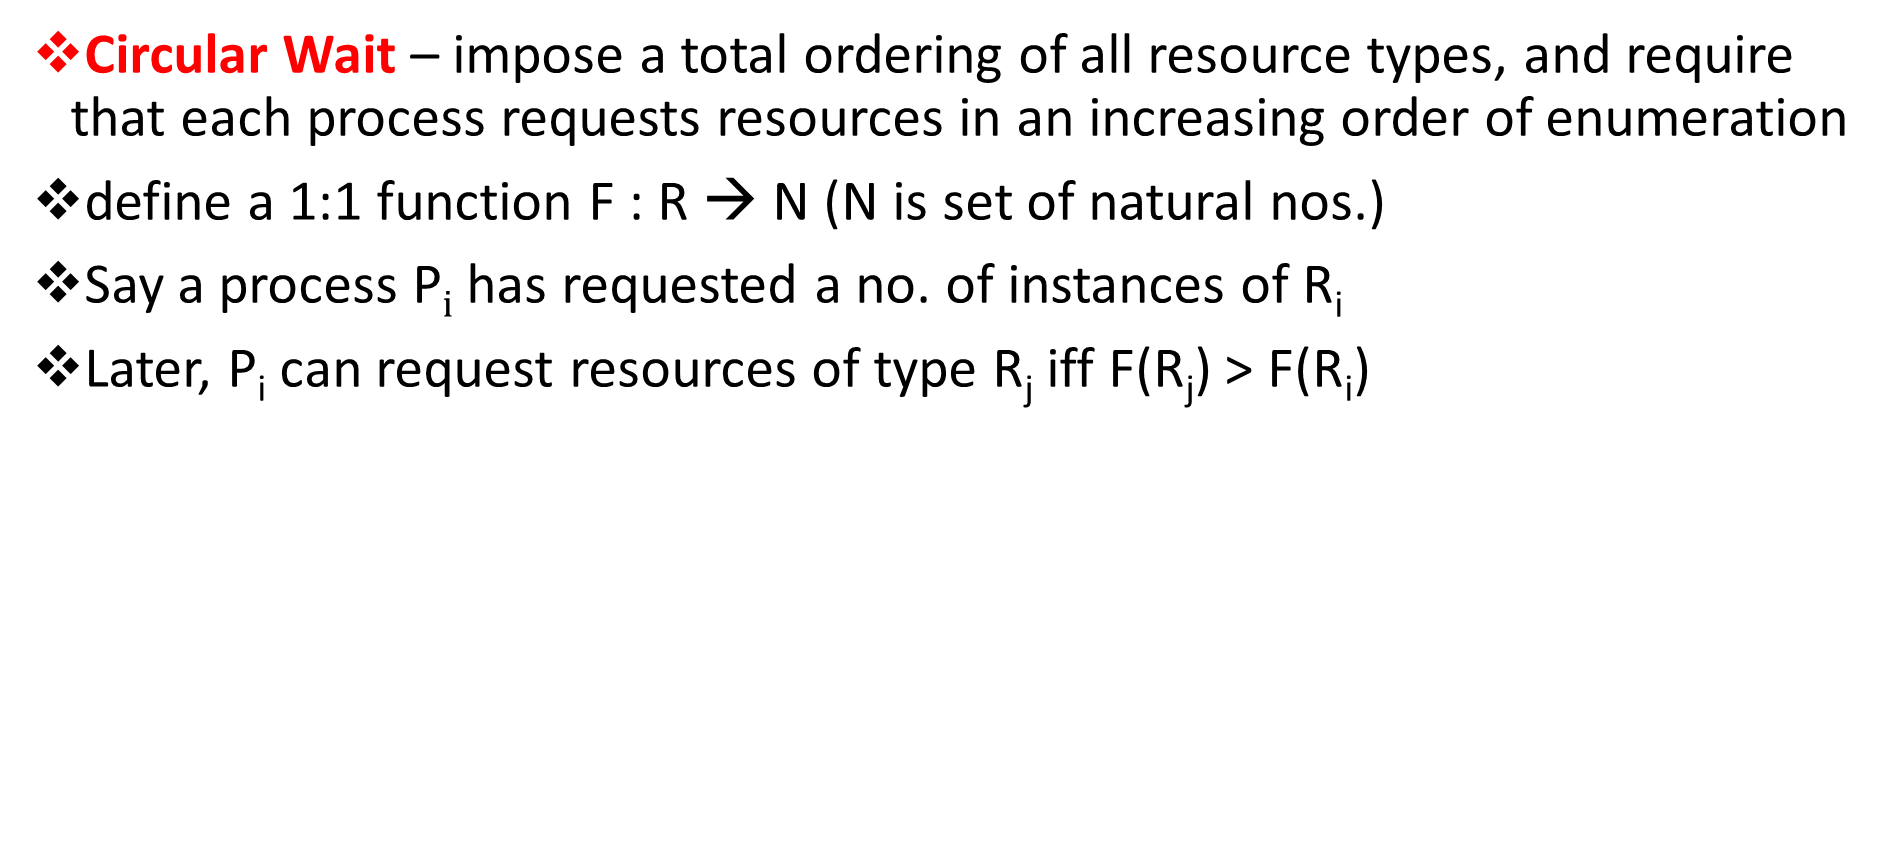 ❖Circular Wait – impose a total ordering of all resource types, and require
that each process requests resources in an increasing order of enumeration
❖define a 1:1 function F : R → N (N is set of natural nos.)
❖Say a process Pi has requested a no. of instances of Ri
❖Later, Pi can request resources of type Rj iff F(Rj) > F(Ri)